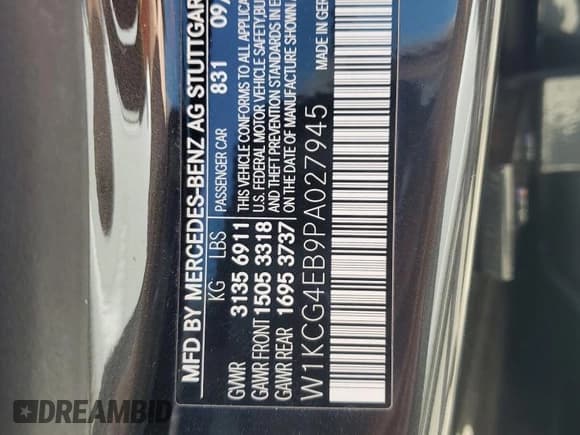 MFD BY MERCEDES-BENZ AG STUTTGAR
KG LBS PASSENGER CAR 831 09/
GVWR 3135 6911 THIS VEHICLE CONFORMS TO ALL APPLICA
GAWR FRONT 1505 3318 U.S. FEDERAL MOTOR VEHICLE SAFETY, BU
GAWR REAR 1695 3737 AND THEFT PREVENTION STANDARDS IN E
ON THE DATE OF MANUFACTURE SHOWN
W1KCG4EB9PA027945 MADE IN GER
DREAMBID